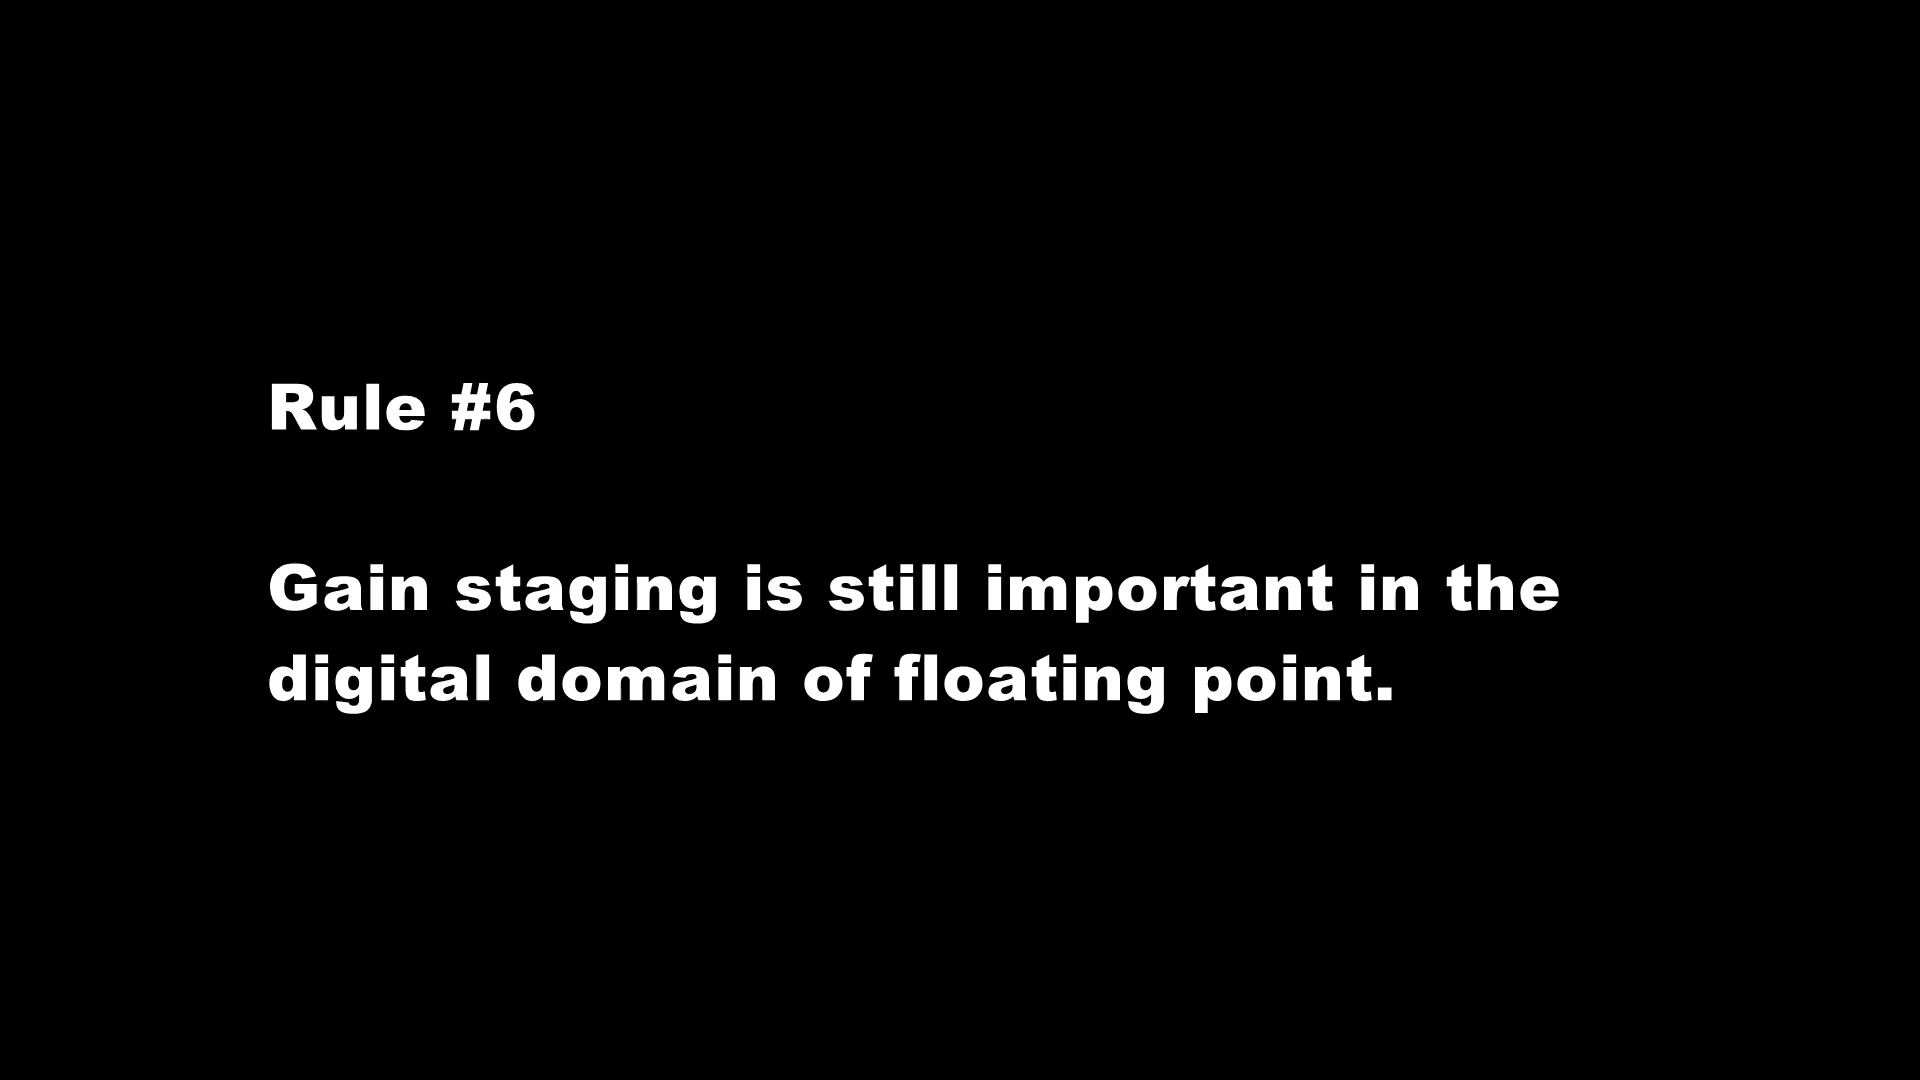 Rule #6
Gain staging is still important in the
digital domain of floating point.